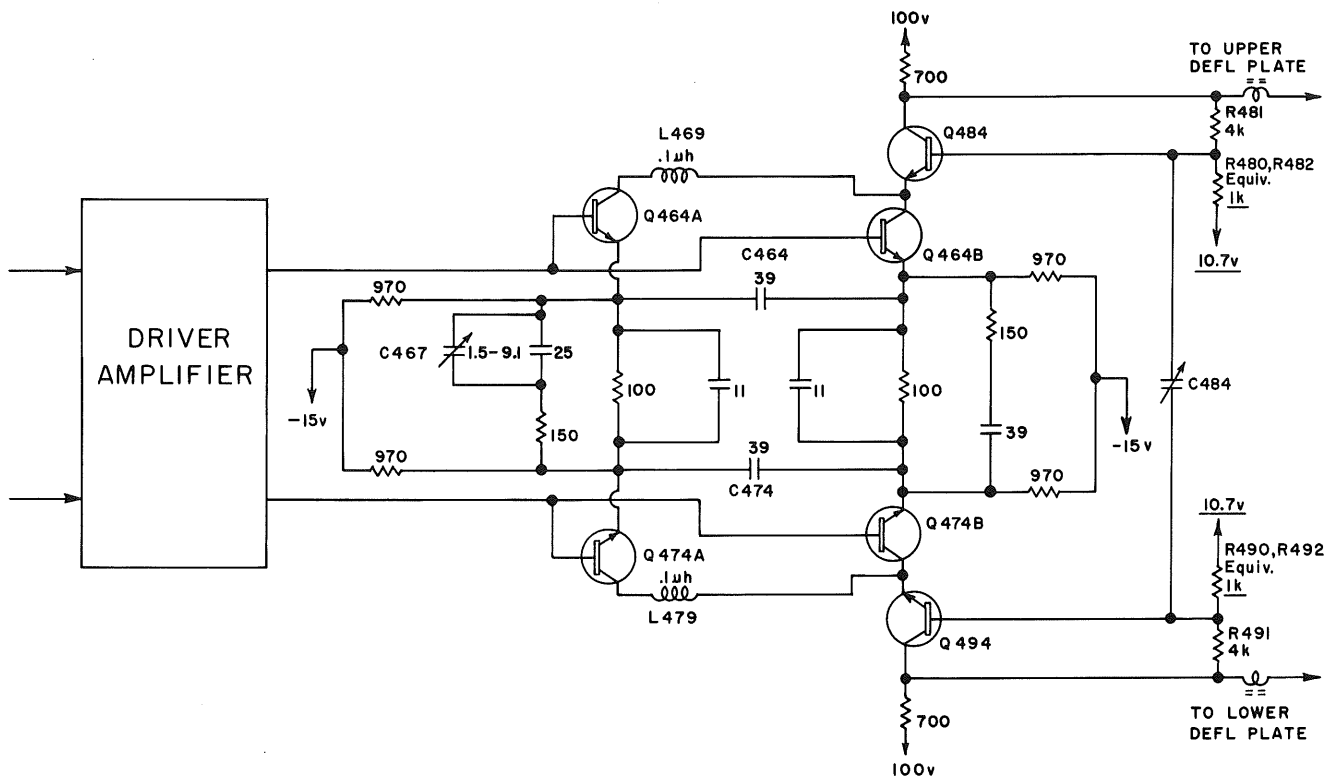 100v
700
TO UPPER
DEFL PLATE
R481
4k
Q484
L469
.1µh
R480,R482
Equiv.
1k
10.7v
Q464A
Q464B
C464
39
970
970
DRIVER
AMPLIFIER
C467
1.5-9.1
25
100
11
11
100
150
C484
-15v
150
39
-15v
970
39
C474
970
10.7v
Q474B
Q474A
.1µh
L479
R490,R492
Equiv.
1k
R491
4k
Q494
700
TO LOWER
DEFL PLATE
100v